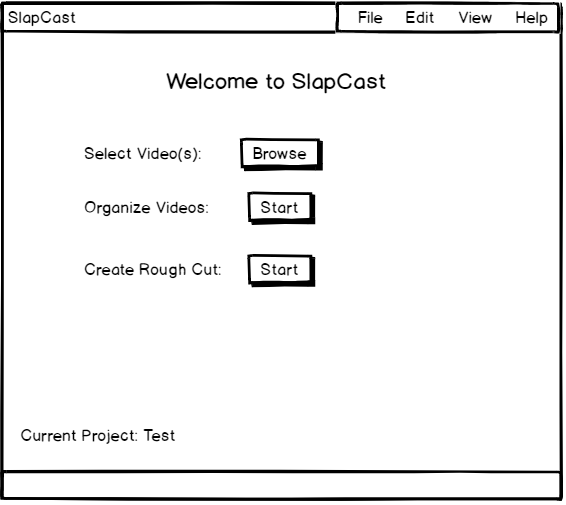 SlapCast File Edit View Help
Welcome to SlapCast
Select Video(s): Browse
Organize Videos: Start
Create Rough Cut: Start
Current Project: Test